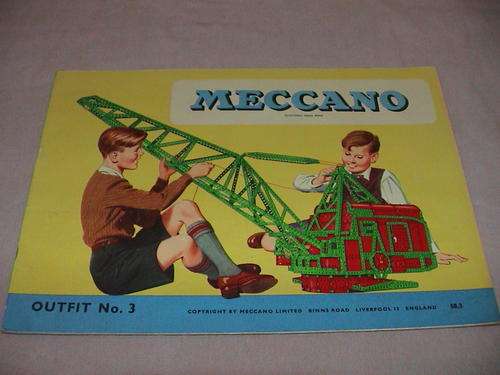 MECCANO
OUTFIT No. 3
COPYRIGHT BY MECCANO LIMITED BINNS ROAD LIVERPOOL 13 ENGLAND